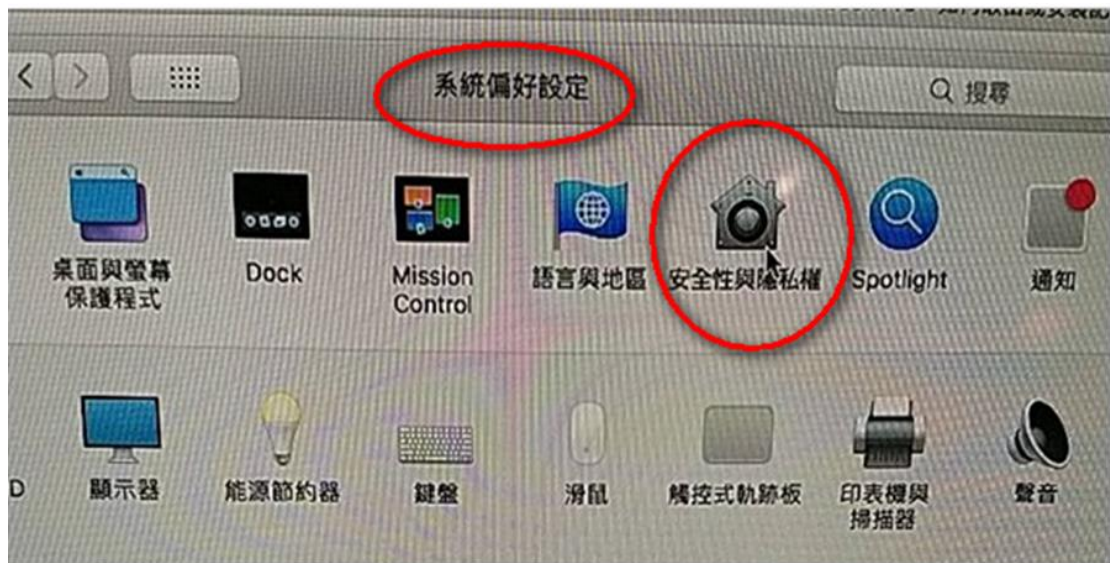 系統偏好設定
搜尋
桌面與螢幕
保護程式
Dock
Mission
Control
語言與地區
安全性與隱私權
Spotlight
通知
D
顯示器
能源節約器
鍵盤
滑鼠
觸控式軌跡板
印表機與
掃描器
聲音